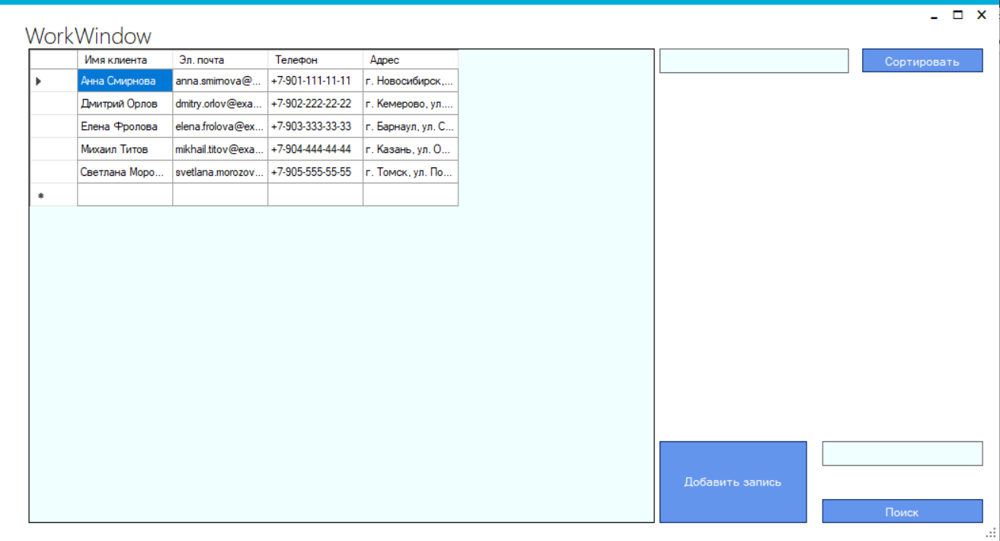 WorkWindow
Имя клиента Эл. почта Телефон Адрес Сортировать
Анна Смирнова anna.smirnova@... +7-901-111-11-11 г. Новосибирск,...
Дмитрий Орлов dmitry.orlov@exa... +7-902-222-22-22 г. Кемерово, ул....
Елена Фролова elena.frolova@ex... +7-903-333-33-33 г. Барнаул, ул. С...
Михаил Титов mikhail.titov@exa... +7-904-444-44-44 г. Казань, ул. О...
Светлана Моро... svetlana.morozov... +7-905-555-55-55 г. Томск, ул. По...
Добавить запись
Поиск